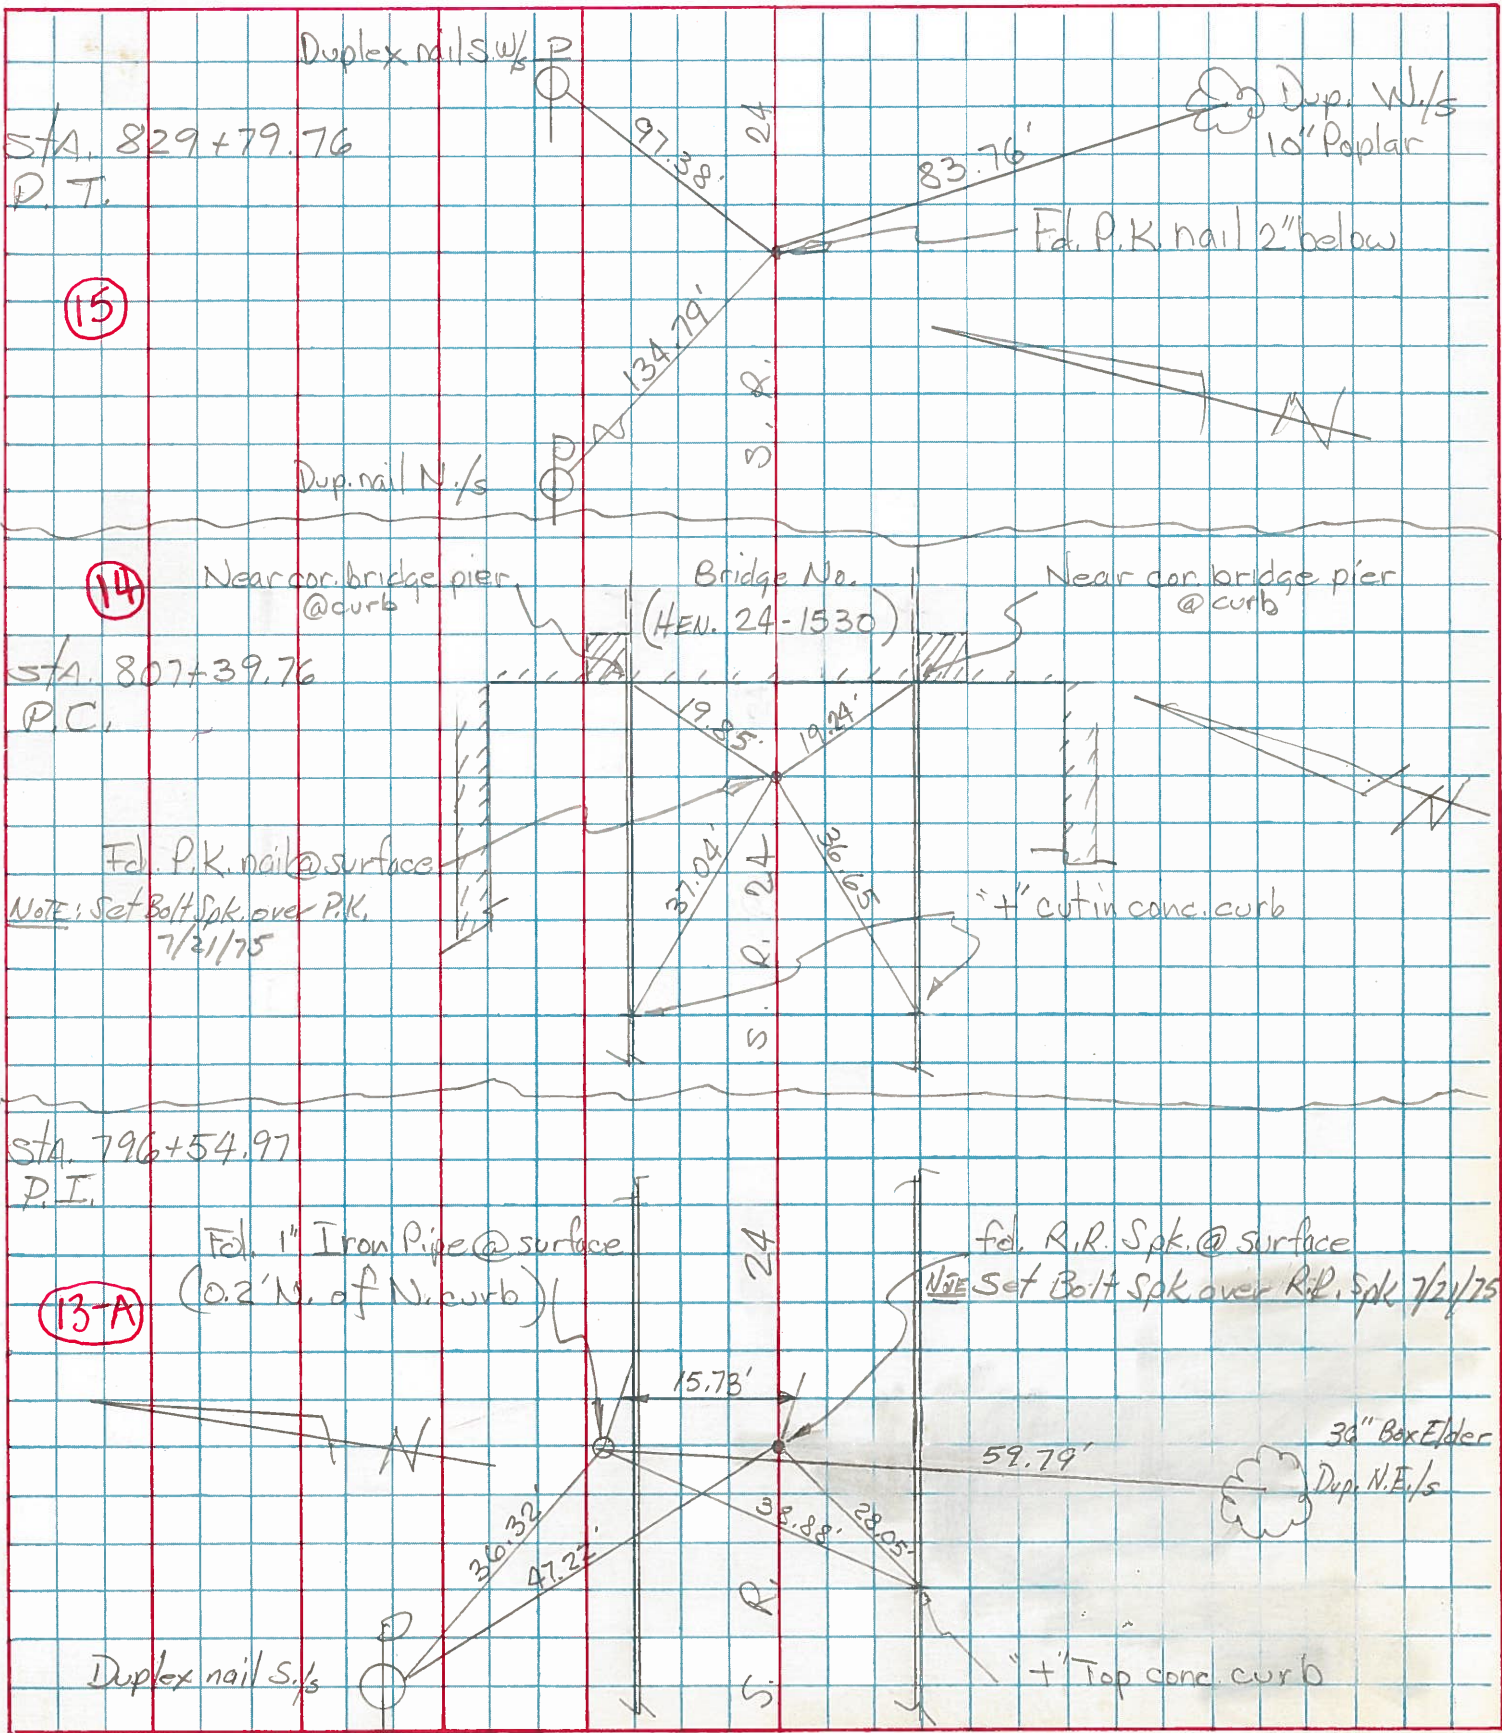 Duplex nail S.W/s P
Sta. 829+79.76
P.T.
97.38'
24
83.76'
Dup. W./s
10" Poplar
Fd. P.K. nail 2" below
15
134.79'
S. R.
N
P
Dup. nail N./s
14
Near cor. bridge pier
@ curb
Bridge No.
(HEN. 24-1530)
Near cor. bridge pier
@ curb
Sta. 807+39.76
P.C.
19.85'
19.24'
N
Fd. P.K. nail @ surface
NOTE: Set Bolt Spk. over P.K.
7/21/75
37.04'
36.65'
S. R. 24
"+" cut in conc. curb
Sta. 796+54.97
P.I.
Fd. 1" Iron Pipe @ surface
(0.2' N. of N. curb)
24
fd. R.R. Spk. @ surface
NOTE Set Bolt Spk over R.R. Spk 7/21/75
13-A
15.73'
N
59.79'
36" Box Elder
Dup. N.E./s
36.32'
47.22'
38.88'
28.05'
S. R.
P
Duplex nail S./s
"+" Top conc. curb